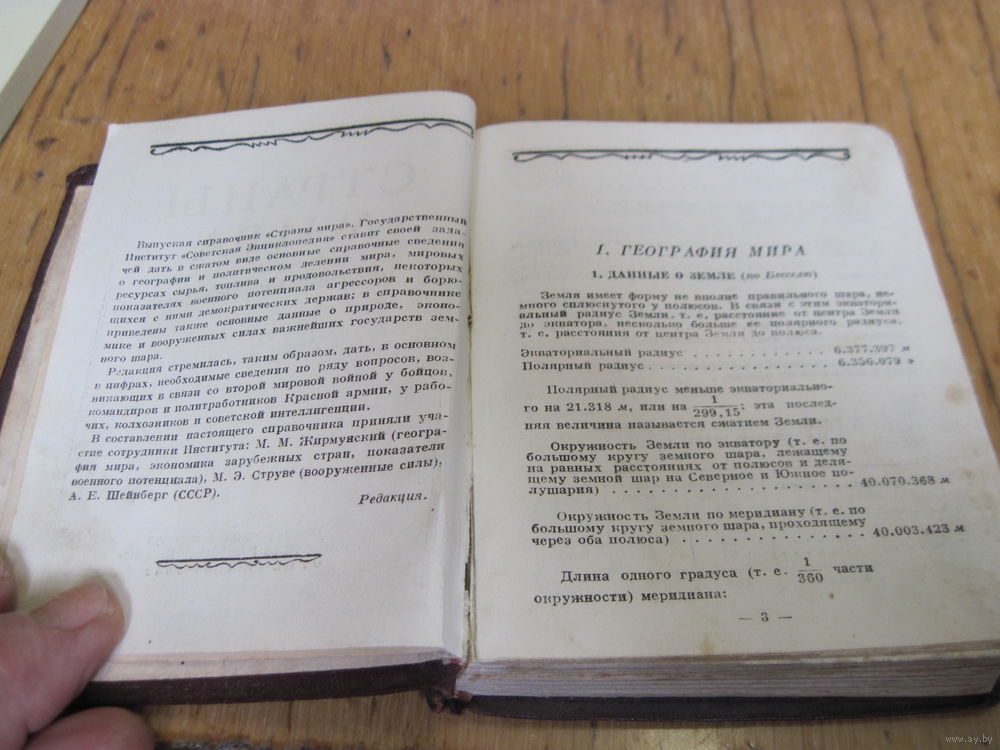 Выпуская справочник «Страны мира», Государственный
Институт «Советская Энциклопедия» ставит своей зада-
чей дать в сжатом виде основные справочные сведения
о географии и политическом делении мира, мировых
ресурсах сырья, топлива и продовольствия, некоторых
показателях военного потенциала агрессоров и борю-
щихся с ними демократических держав; в справочнике
приведены также основные данные о природе, эконо-
мике и вооруженных силах важнейших государств зем-
ного шара.
Редакция стремилась, таким образом, дать, в основном
в цифрах, необходимые сведения по ряду вопросов, воз-
никающих в связи со второй мировой войной у бойцов,
командиров и политработников Красной армии, у рабо-
чих, колхозников и советской интеллигенции.
В составлении настоящего справочника приняли уча-
стие сотрудники Института: М. М. Жирмунский (геогра-
фия мира, экономика зарубежных стран, показатели
военного потенциала), М. Э. Струве (вооруженные силы),
А. Е. Шейнберг (СССР).
Редакция.
I. ГЕОГРАФИЯ МИРА
1. ДАННЫЕ О ЗЕМЛЕ (по Бесселю)
Земля имеет форму не вполне правильного шара, не-
много сплюснутого у полюсов. В связи с этим экватори-
альный радиус Земли, т. е. расстояние от центра Земли
до экватора, несколько больше ее полярного радиуса,
т. е. расстояния от центра Земли до полюса.
Экваториальный радиус . . . . . . . . . . . . 6.377.397 м
Полярный радиус . . . . . . . . . . . . . . . 6.356.079 »
Полярный радиус меньше экваториально-
го на 21.318 м, или на 1/299,15; эта послед-
няя величина называется сжатием Земли.
Окружность Земли по экватору (т. е. по
большому кругу земного шара, лежащему
на равных расстояниях от полюсов и деля-
щему земной шар на Северное и Южное по-
лушария) . . . . . . . . . . . . . . . . 40.070.368 м
Окружность Земли по меридиану (т. е. по
большому кругу земного шара, проходящему
через оба полюса) . . . . . . . . . . . . 40.003.423 м
Длина одного градуса (т. е. 1/360 части
окружности) меридиана:
— 3 —
СТРАНЫ
www.ay.by